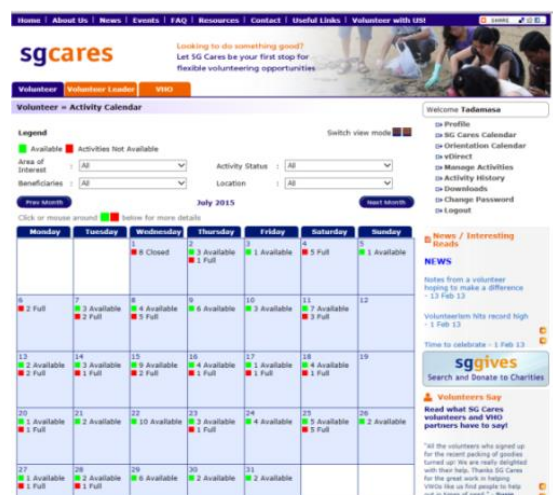 Home | About Us | News | Events | FAQ | Resources | Contact | Useful Links | Volunteer with US!
sgcares
Looking to do something good?
Let SG Cares be your first stop for
flexible volunteering opportunities
Volunteer
Volunteer Leader
VHO
Volunteer » Activity Calendar
Legend
Switch view mode
Available
Activities Not Available
Area of Interest : All
Activity Status : All
Beneficiaries : All
Location : All
Prev Month
July 2015
Next Month
Click or mouse around below for more details
Monday Tuesday Wednesday Thursday Friday Saturday Sunday
1
8 Closed
2
3 Available
1 Full
3
1 Available
4
5 Full
5
1 Available
6
2 Full
7
3 Available
2 Full
8
4 Available
5 Full
9
6 Available
10
3 Available
11
7 Available
3 Full
12
13
2 Available
2 Full
14
3 Available
1 Full
15
9 Available
2 Full
16
4 Available
1 Full
17
1 Available
1 Full
18
4 Available
1 Full
19
20
1 Available
1 Full
21
2 Available
22
10 Available
23
3 Available
1 Full
24
4 Available
25
5 Available
5 Full
26
2 Available
27
1 Available
2 Full
28
2 Available
1 Full
29
6 Available
30
2 Available
31
2 Available
Welcome Tadamasa
Profile
SG Cares Calendar
Orientation Calendar
vDirect
Manage Activities
Activity History
Downloads
Change Password
Logout
News / Interesting
Reads
NEWS
Notes from a volunteer
hoping to make a difference
- 13 Feb 13
Volunteerism hits record high
- 1 Feb 13
Time to celebrate - 1 Feb 13
sggives
Search and Donate to Charities
Volunteers Say
Read what SG Cares
volunteers and VHO
partners have to say!
"All the volunteers who signed up
for the recent packing of goodies
turned up! We are really delighted
with their help. Thanks SG Cares
for the great work in helping
VWOs like us find people to help